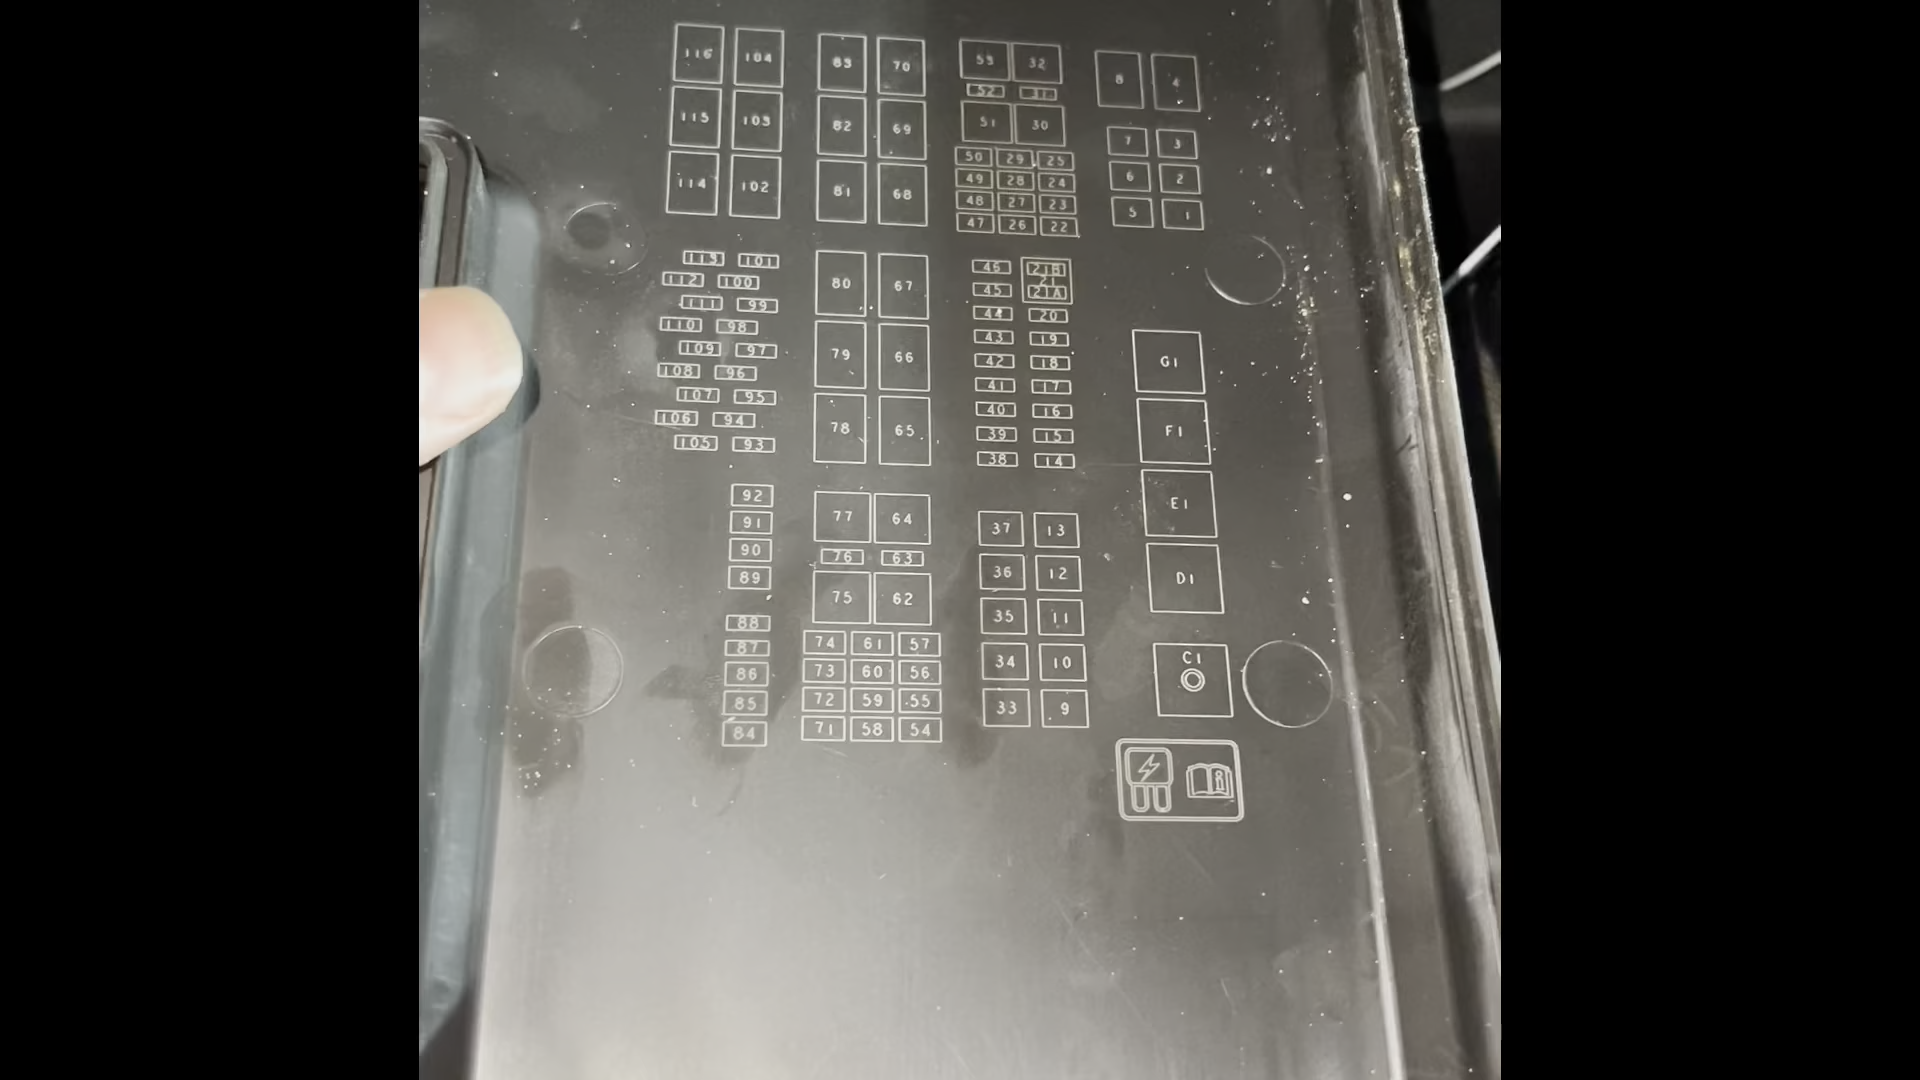 116 104 83 70 53 32 8 4
52 31
115 103 82 69 51 30
7 3
50 29 25
114 102 81 68 49 28 24 6 2
48 27 23
47 26 22 5 1
113 101 46 21B
112 100 80 67 21
111 99 45 21A
110 98 44 20
109 97 79 66 43 19
108 96 42 18 G1
107 95 41 17
106 94 78 65 40 16
105 93 39 15 F1
38 14
92
91 77 64 37 13 E1
90 76 63
89 75 62 36 12 D1
88 35 11
87 74 61 57
86 73 60 56 34 10 C1
85 72 59 55
84 71 58 54 33 9
i